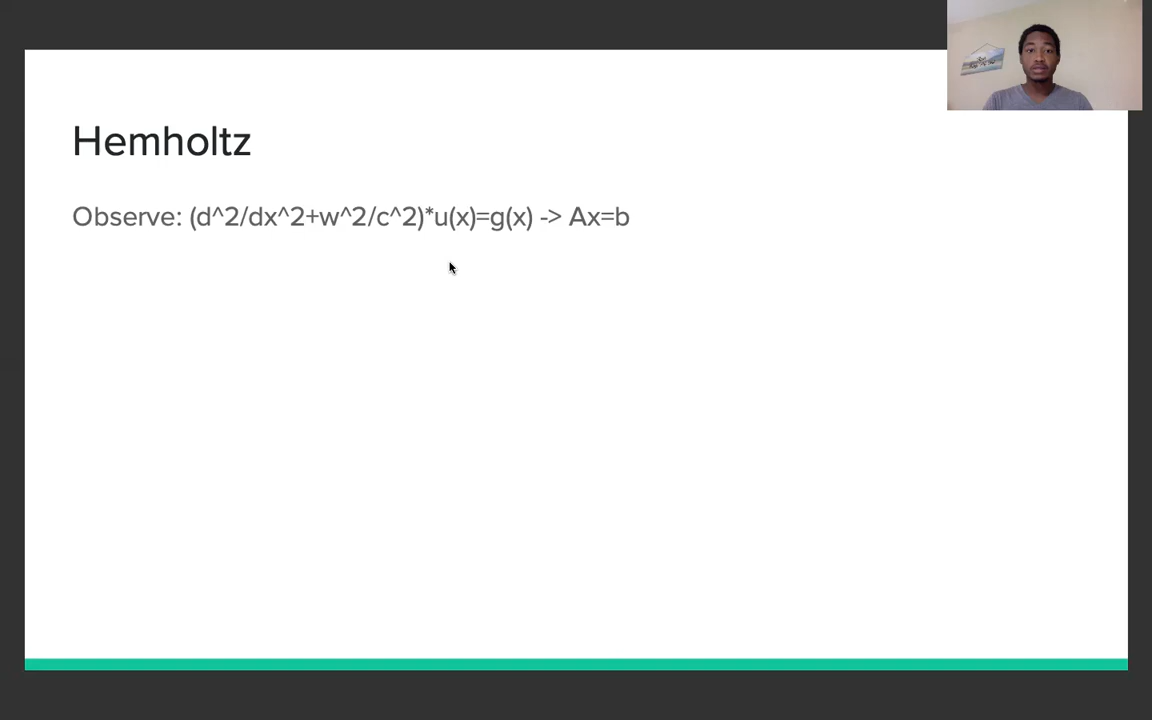 Hemholtz
Observe: (d^2/dx^2+w^2/c^2)*u(x)=g(x) -> Ax=b